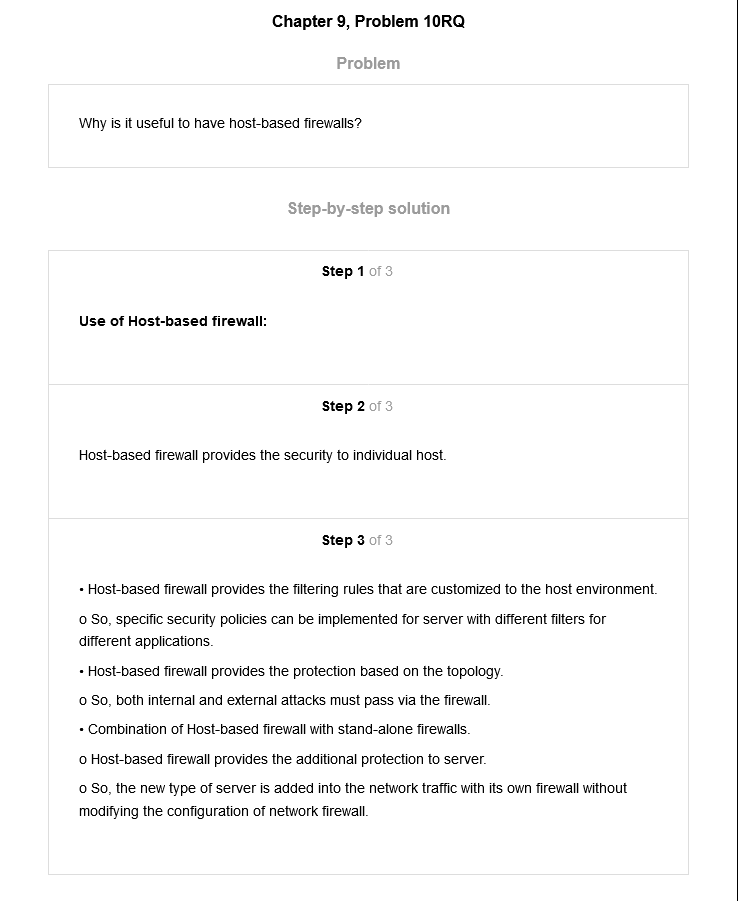 Chapter 9, Problem 10RQ
Problem
Why is it useful to have host-based firewalls?
Step-by-step solution
Step 1 of 3
Use of Host-based firewall:
Step 2 of 3
Host-based firewall provides the security to individual host.
Step 3 of 3
• Host-based firewall provides the filtering rules that are customized to the host environment.
o So, specific security policies can be implemented for server with different filters for
different applications.
• Host-based firewall provides the protection based on the topology.
o So, both internal and external attacks must pass via the firewall.
• Combination of Host-based firewall with stand-alone firewalls.
o Host-based firewall provides the additional protection to server.
o So, the new type of server is added into the network traffic with its own firewall without
modifying the configuration of network firewall.